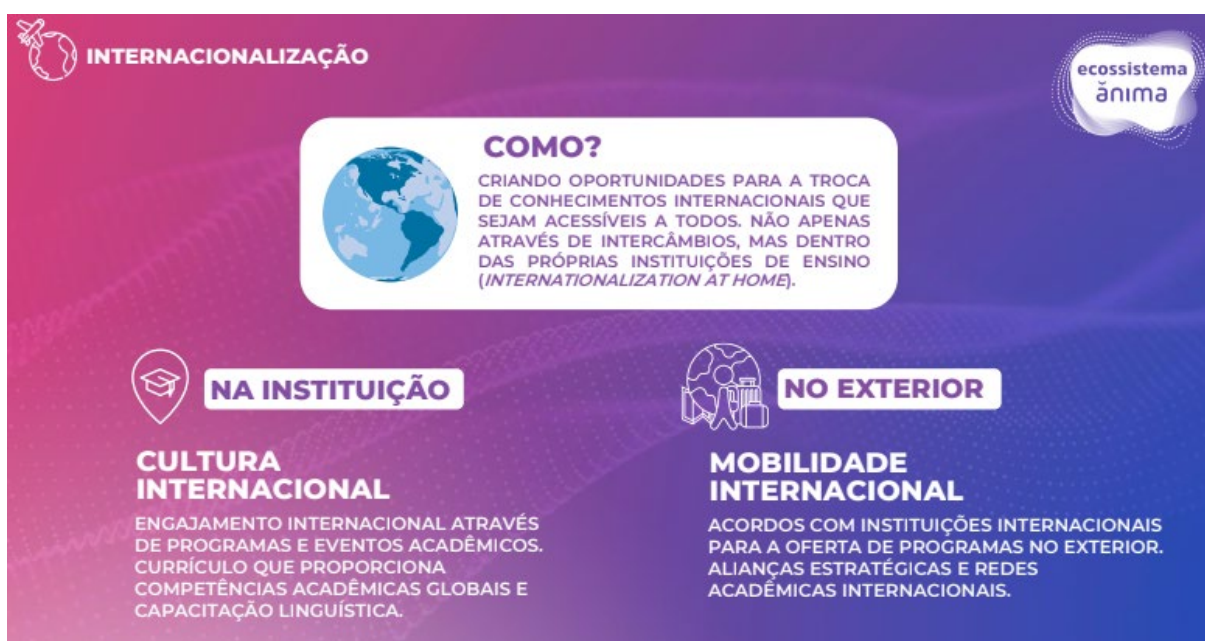 INTERNACIONALIZAÇÃO
ecossistema
ănıma
COMO?
CRIANDO OPORTUNIDADES PARA A TROCA
DE CONHECIMENTOS INTERNACIONAIS QUE
SEJAM ACESSÍVEIS A TODOS. NÃO APENAS
ATRAVÉS DE INTERCÂMBIOS, MAS DENTRO
DAS PRÓPRIAS INSTITUIÇÕES DE ENSINO
(INTERNATIONALIZATION AT HOME).
NA INSTITUIÇÃO
CULTURA
INTERNACIONAL
ENGAJAMENTO INTERNACIONAL ATRAVÉS
DE PROGRAMAS E EVENTOS ACADÊMICOS.
CURRÍCULO QUE PROPORCIONA
COMPETÊNCIAS ACADÊMICAS GLOBAIS E
CAPACITAÇÃO LINGUÍSTICA.
NO EXTERIOR
MOBILIDADE
INTERNACIONAL
ACORDOS COM INSTITUIÇÕES INTERNACIONAIS
PARA A OFERTA DE PROGRAMAS NO EXTERIOR.
ALIANÇAS ESTRATÉGICAS E REDES
ACADÊMICAS INTERNACIONAIS.